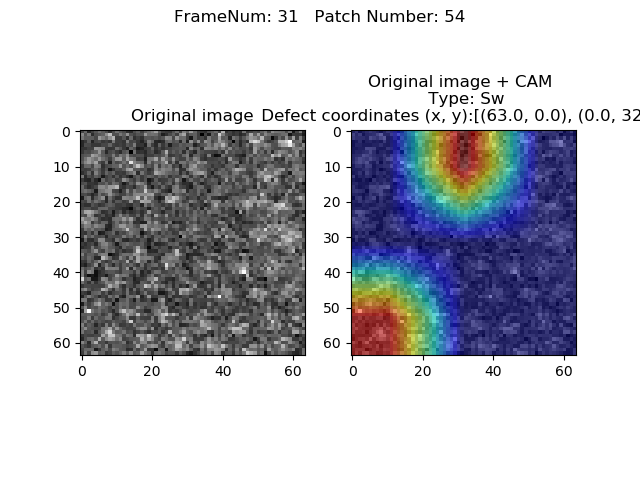 FrameNum: 31   Patch Number: 54
Original image
0
10
20
30
40
50
60
0 20 40 60
Original image + CAM
Type: Sw
Defect coordinates (x, y):[(63.0, 0.0), (0.0, 32
0
10
20
30
40
50
60
0 20 40 60